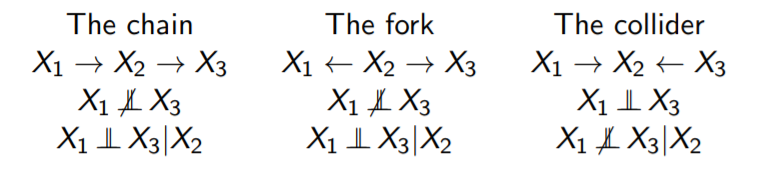 The chain The fork The collider
X₁ → X₂ → X₃ X₁ ← X₂ → X₃ X₁ → X₂ ← X₃
X₁ ⫫̸ X₃ X₁ ⫫̸ X₃ X₁ ⫫ X₃
X₁ ⫫ X₃|X₂ X₁ ⫫ X₃|X₂ X₁ ⫫̸ X₃|X₂